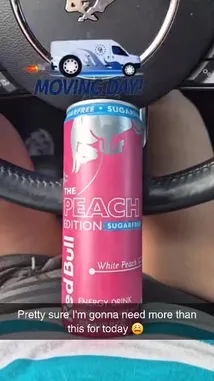 MOVING DAY!
SUGARFREE
THE
PEACH
EDITION SUGARFREE
Red Bull
White Peach
ENERGY DRINK
Pretty sure I'm gonna need more than
this for today 😩